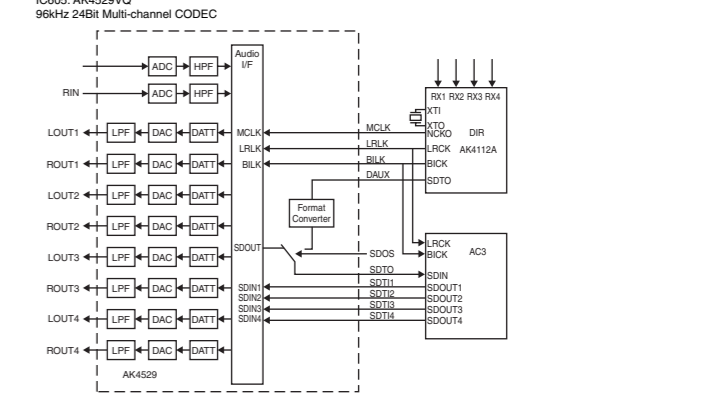 IC605: AK4529VQ
96kHz 24Bit Multi-channel CODEC
Audio
I/F
ADC HPF
RIN ADC HPF
RX1 RX2 RX3 RX4
XTI
XTO
NCKO DIR
AK4112A
LRCK
BICK
SDTO
LOUT1 LPF DAC DATT MCLK MCLK
LRLK LRLK
ROUT1 LPF DAC DATT BILK BILK
DAUX
LOUT2 LPF DAC DATT
Format
Converter
ROUT2 LPF DAC DATT
LRCK
BICK AC3
SDOUT SDOS
LOUT3 LPF DAC DATT
SDTO SDIN
ROUT3 LPF DAC DATT SDIN1 SDTI1 SDOUT1
SDIN2 SDTI2 SDOUT2
SDIN3 SDTI3 SDOUT3
LOUT4 LPF DAC DATT SDIN4 SDTI4 SDOUT4
ROUT4 LPF DAC DATT
AK4529